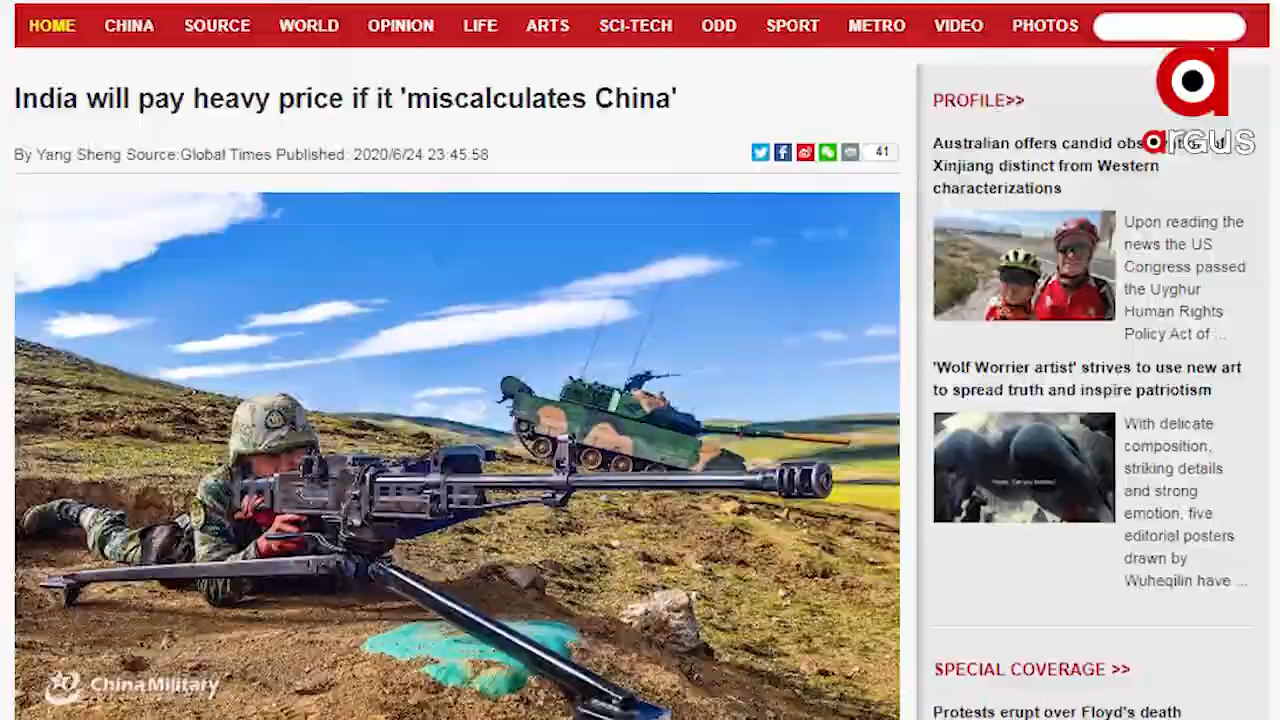 HOME CHINA SOURCE WORLD OPINION LIFE ARTS SCI-TECH ODD SPORT METRO VIDEO PHOTOS
India will pay heavy price if it 'miscalculates China'
By Yang Sheng Source:Global Times Published: 2020/6/24 23:45:58
41
ChinaMilitary
argus
PROFILE>>
Australian offers candid of
Xinjiang distinct from Western
characterizations
Upon reading the
news the US
Congress passed
the Uyghur
Human Rights
Policy Act of ...
'Wolf Worrier artist' strives to use new art
to spread truth and inspire patriotism
With delicate
composition,
striking details
and strong
emotion, five
editorial posters
drawn by
Wuheqilin have ...
SPECIAL COVERAGE >>
Protests erupt over Floyd's death